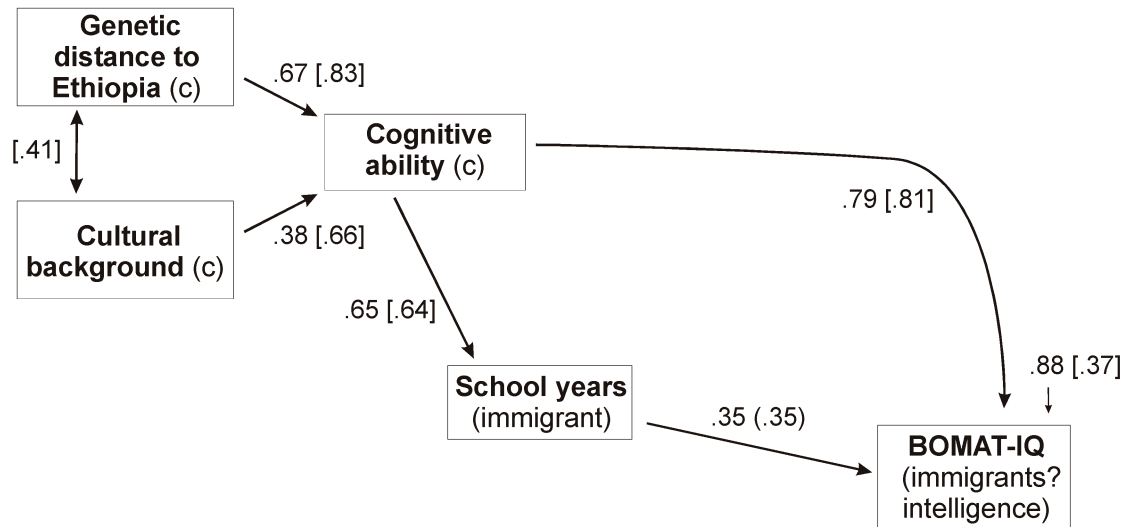 Genetic
distance to
Ethiopia (c)
.67 [.83]
[.41]
Cognitive
ability (c)
Cultural
background (c)
.38 [.66]
.79 [.81]
.65 [.64]
School years
(immigrant)
.35 (.35)
.88 [.37]
BOMAT-IQ
(immigrants?
intelligence)